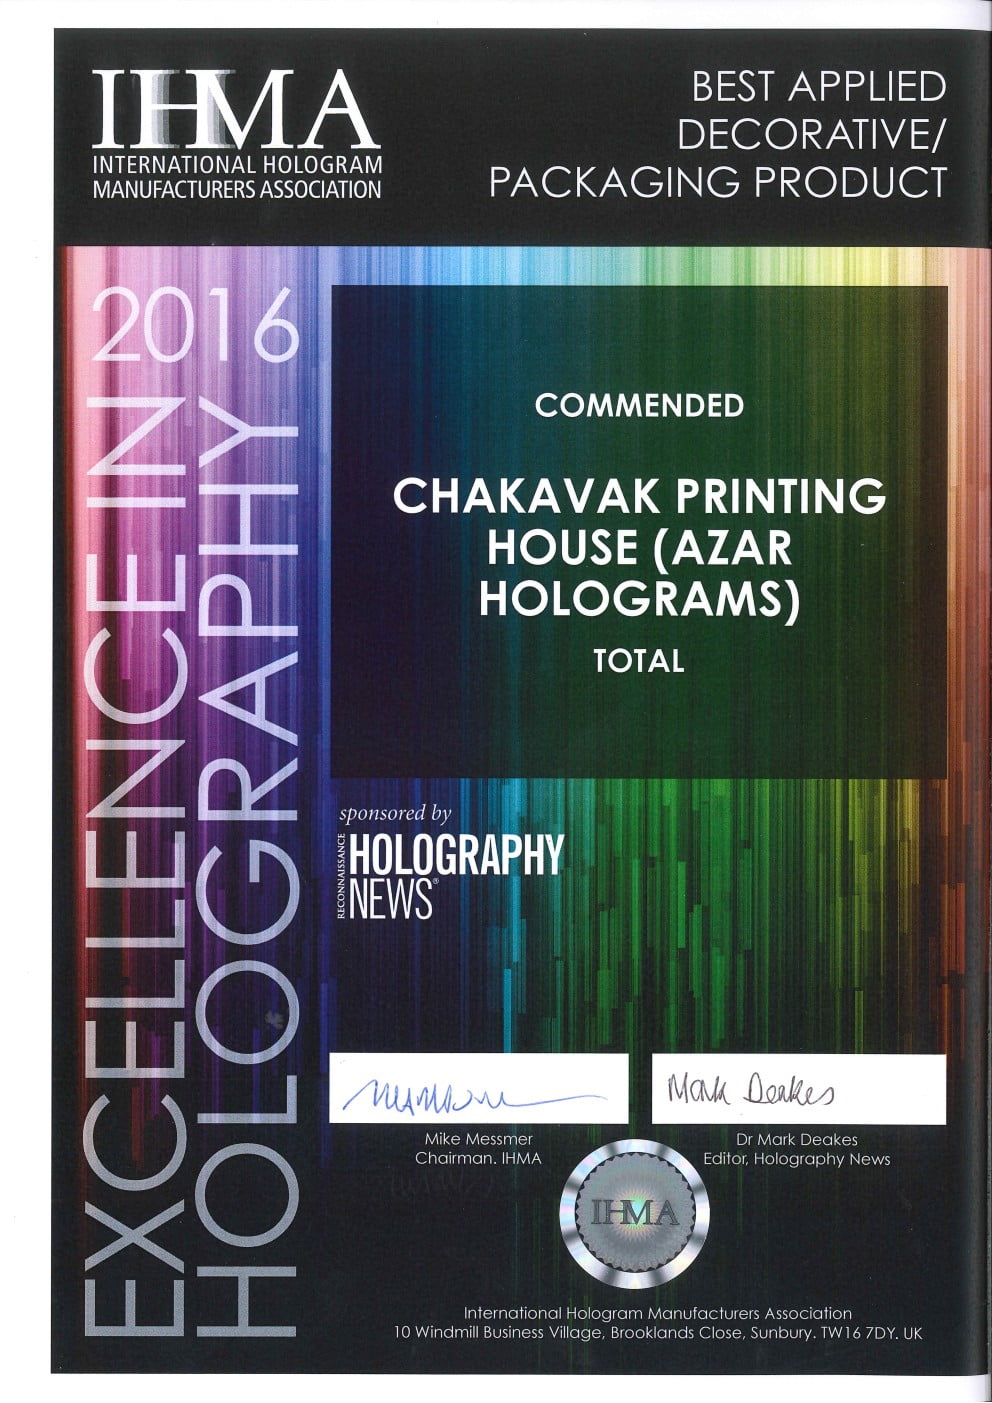 IHMA
INTERNATIONAL HOLOGRAM
MANUFACTURERS ASSOCIATION
BEST APPLIED
DECORATIVE/
PACKAGING PRODUCT
2016
EXCELLENCE IN
HOLOGRAPHY
COMMENDED
CHAKAVAK PRINTING
HOUSE (AZAR
HOLOGRAMS)
TOTAL
sponsored by
RECONNAISSANCE
HOLOGRAPHY
NEWS®
Mark Deakes
Mike Messmer
Chairman. IHMA
Dr Mark Deakes
Editor, Holography News
IHMA
International Hologram Manufacturers Association
10 Windmill Business Village, Brooklands Close, Sunbury. TW16 7DY. UK